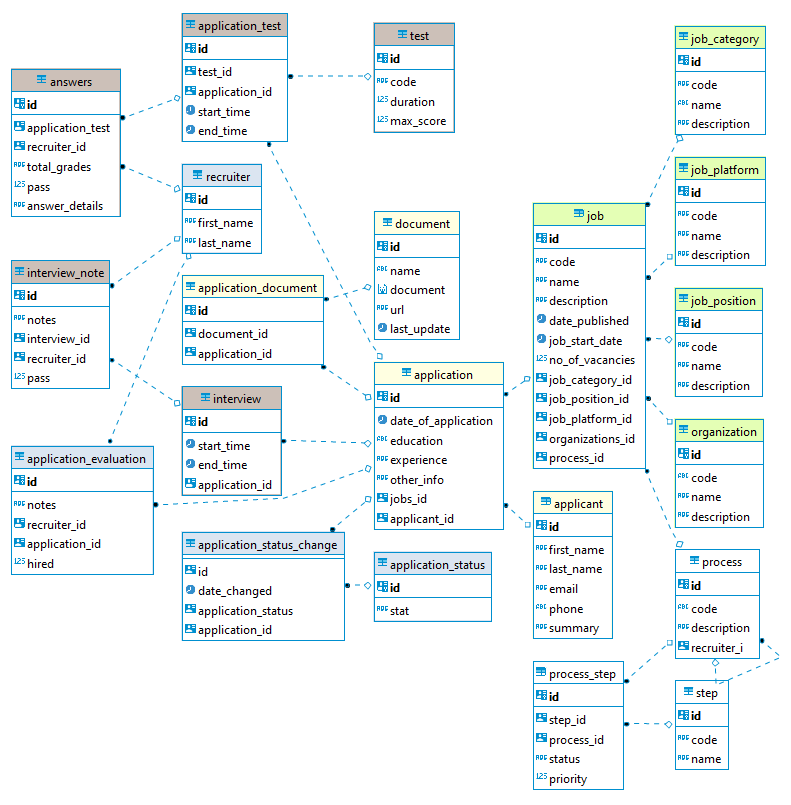 application_test
id
test_id
application_id
start_time
end_time
test
id
code
duration
max_score
job_category
id
code
name
description
answers
id
application_test
recruiter_id
total_grades
pass
answer_details
recruiter
id
first_name
last_name
job_platform
id
code
name
description
document
id
name
document
url
last_update
job
id
code
name
description
date_published
job_start_date
no_of_vacancies
job_category_id
job_position_id
job_platform_id
organizations_id
process_id
interview_note
id
notes
interview_id
recruiter_id
pass
application_document
id
document_id
application_id
job_position
id
code
name
description
application
id
date_of_application
education
experience
other_info
jobs_id
applicant_id
interview
id
start_time
end_time
application_id
organization
id
code
name
description
application_evaluation
id
notes
recruiter_id
application_id
hired
applicant
id
first_name
last_name
email
phone
summary
application_status_change
id
date_changed
application_status
application_id
application_status
id
stat
process
id
code
description
recruiter_i
process_step
id
step_id
process_id
status
priority
step
id
code
name